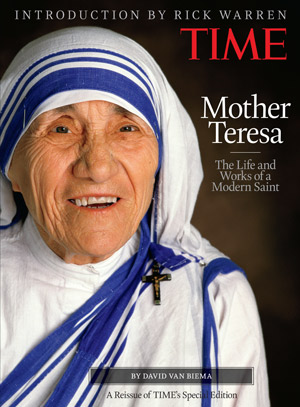 INTRODUCTION BY RICK WARREN
TIME
Mother
Teresa
The Life and
Works of a
Modern Saint
BY DAVID VAN BIEMA
A Reissue of TIME's Special Edition